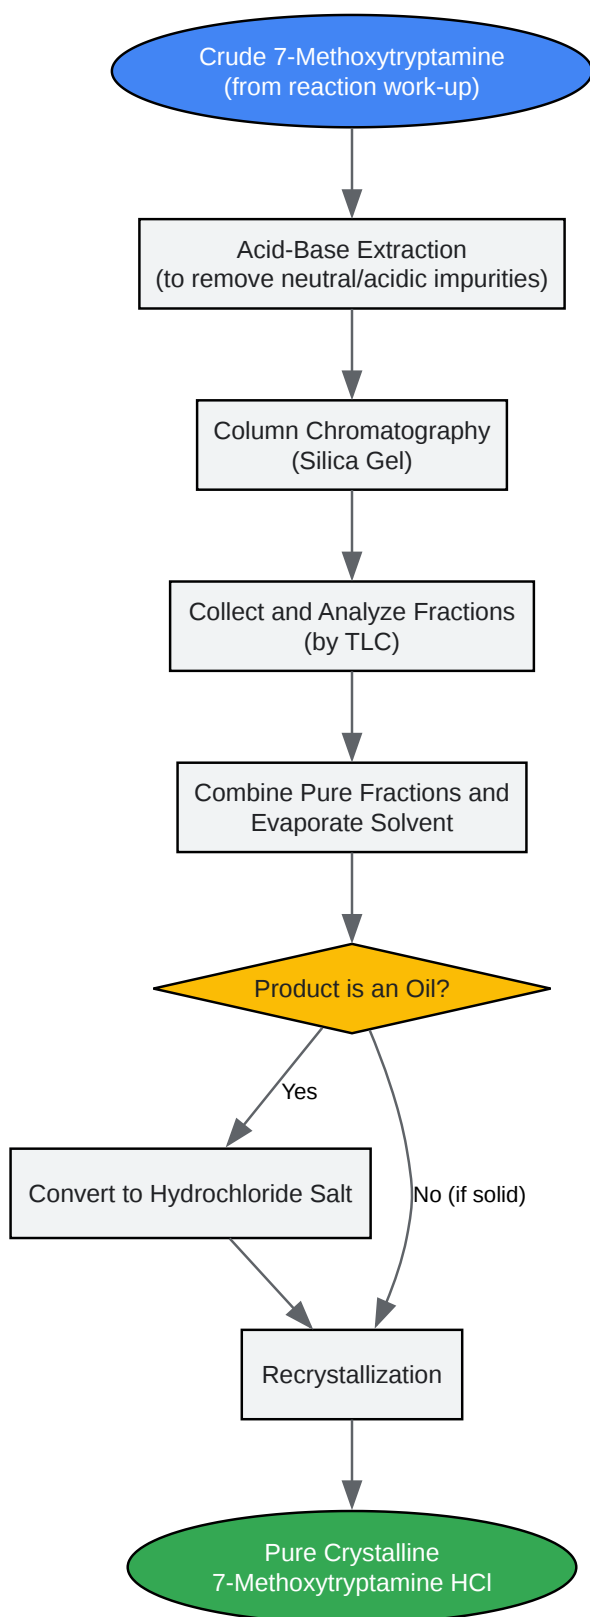 Crude 7-Methoxytryptamine
(from reaction work-up)
Acid-Base Extraction
(to remove neutral/acidic impurities)
Column Chromatography
(Silica Gel)
Collect and Analyze Fractions
(by TLC)
Combine Pure Fractions and
Evaporate Solvent
Product is an Oil?
Yes
Convert to Hydrochloride Salt
No (if solid)
Recrystallization
Pure Crystalline
7-Methoxytryptamine HCl